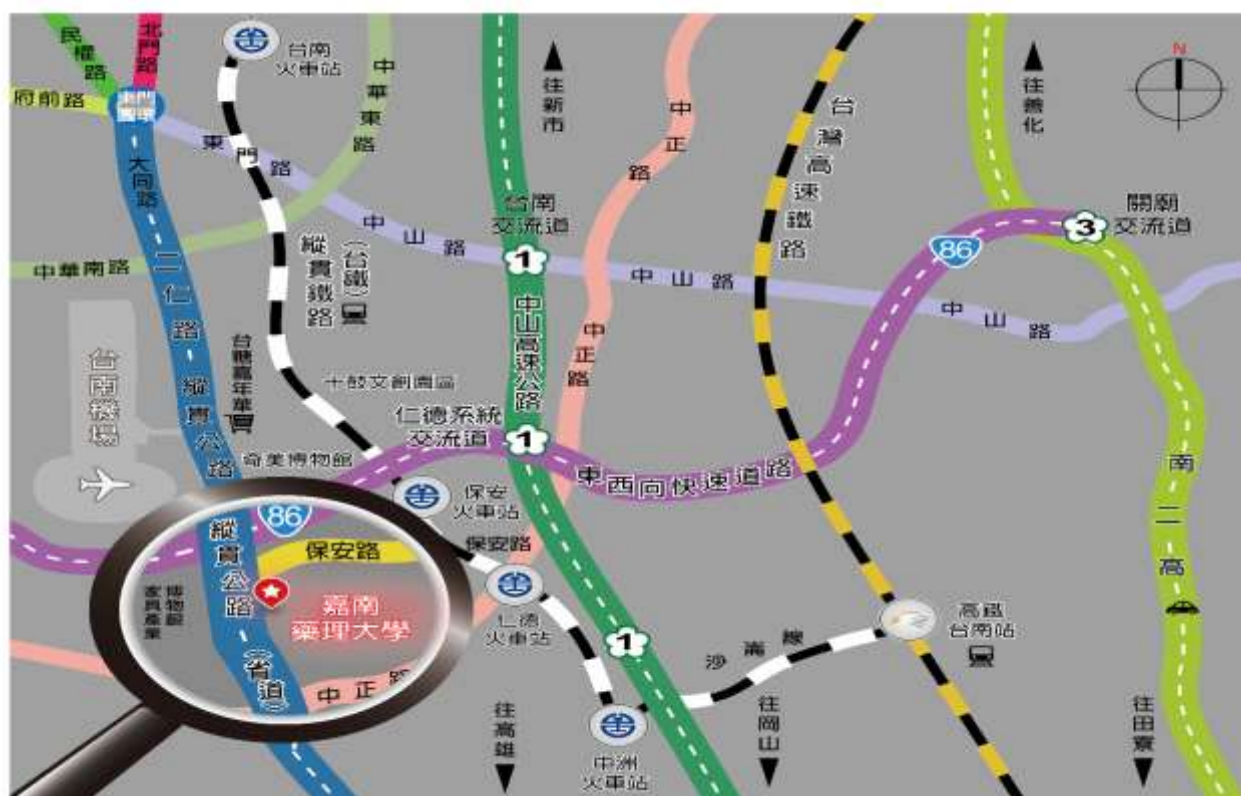 民權路
北門路
府前路
台南
火車站
中華東路
往新市
中正路
台灣高速鐵路
往善化
N
東門路
大同路
中山路
台南
交流道
1
中山路
86
3
關廟
交流道
中山路
中華南路
二仁路
縱貫鐵路
(台鐵)
中山高速公路
中正路
台南機場
縱貫公路
台糖嘉年華
十鼓文創園區
奇美博物館
仁德系統
交流道
1
東西向快速道路
南二高
保安
火車站
86
縱貫公路
(省道)
保安路
保安路
家具產業
博物館
嘉南
藥理大學
中正路
仁德
火車站
1
沙崙線
高鐵
台南站
中洲
火車站
往高雄
往岡山
往田寮